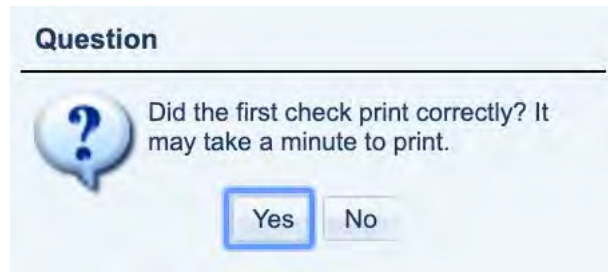 Question
Did the first check print correctly? It
may take a minute to print.
Yes No